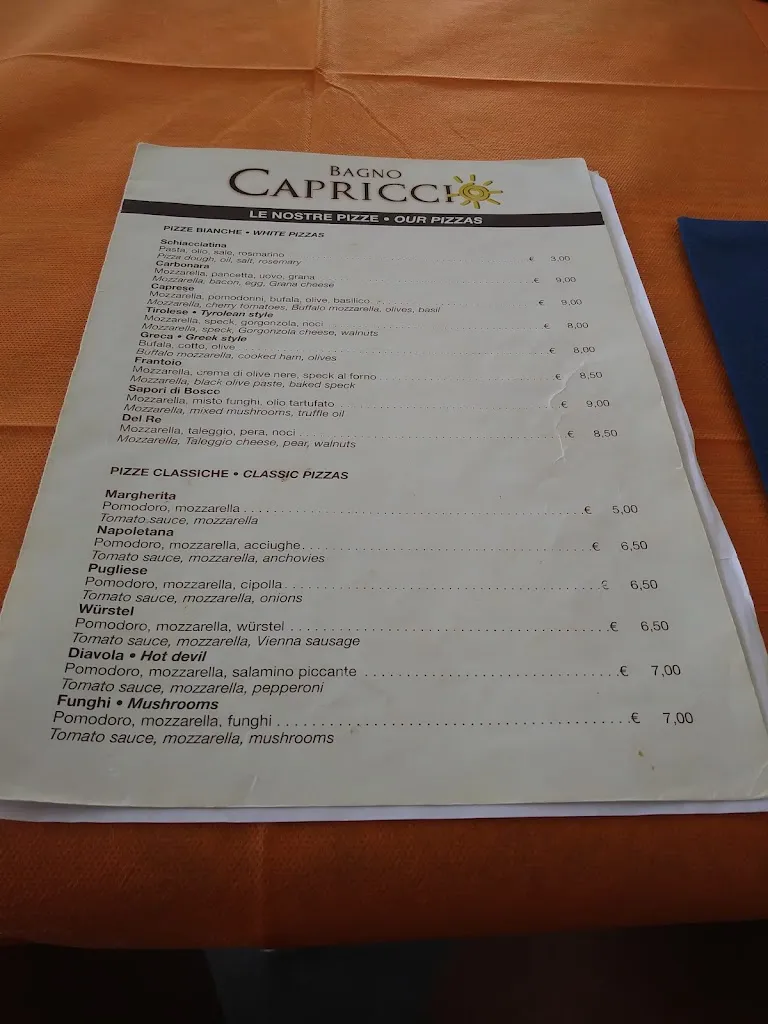 BAGNO
CAPRICCIO
LE NOSTRE PIZZE • OUR PIZZAS
PIZZE BIANCHE • WHITE PIZZAS
Schiacciatina
Pasta, olio, sale, rosmarino € 3,00
Pizza dough, oil, salt, rosemary
Carbonara
Mozzarella, pancetta, uovo, grana € 9,00
Mozzarella, bacon, egg, Grana cheese
Caprese
Mozzarella, pomodorini, bufala, olive, basilico € 9,00
Mozzarella, cherry tomatoes, Buffalo mozzarella, olives, basil
Tirolese • Tyrolean style
Mozzarella, speck, gorgonzola, noci € 8,00
Mozzarella, speck, Gorgonzola cheese, walnuts
Greca • Greek style
Bufala, cotto, olive € 8,00
Buffalo mozzarella, cooked ham, olives
Frantoio
Mozzarella, crema di olive nere, speck al forno € 8,50
Mozzarella, black olive paste, baked speck
Sapori di Bosco
Mozzarella, misto funghi, olio tartufato € 9,00
Mozzarella, mixed mushrooms, truffle oil
Del Re
Mozzarella, taleggio, pera, noci € 8,50
Mozzarella, Taleggio cheese, pear, walnuts
PIZZE CLASSICHE • CLASSIC PIZZAS
Margherita
Pomodoro, mozzarella € 5,00
Tomato sauce, mozzarella
Napoletana
Pomodoro, mozzarella, acciughe € 6,50
Tomato sauce, mozzarella, anchovies
Pugliese
Pomodoro, mozzarella, cipolla € 6,50
Tomato sauce, mozzarella, onions
Würstel
Pomodoro, mozzarella, würstel € 6,50
Tomato sauce, mozzarella, Vienna sausage
Diavola • Hot devil
Pomodoro, mozzarella, salamino piccante € 7,00
Tomato sauce, mozzarella, pepperoni
Funghi • Mushrooms
Pomodoro, mozzarella, funghi € 7,00
Tomato sauce, mozzarella, mushrooms